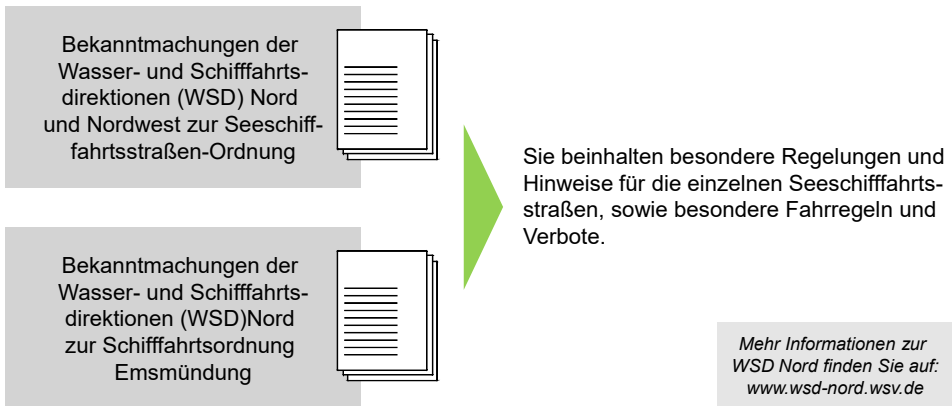 Bekanntmachungen der
Wasser- und Schifffahrts-
direktionen (WSD) Nord
und Nordwest zur Seeschiff-
fahrtsstraßen-Ordnung
Sie beinhalten besondere Regelungen und
Hinweise für die einzelnen Seeschifffahrts-
straßen, sowie besondere Fahrregeln und
Verbote.
Bekanntmachungen der
Wasser- und Schifffahrts-
direktionen (WSD)Nord
zur Schifffahrtsordnung
Emsmündung
Mehr Informationen zur
WSD Nord finden Sie auf:
www.wsd-nord.wsv.de